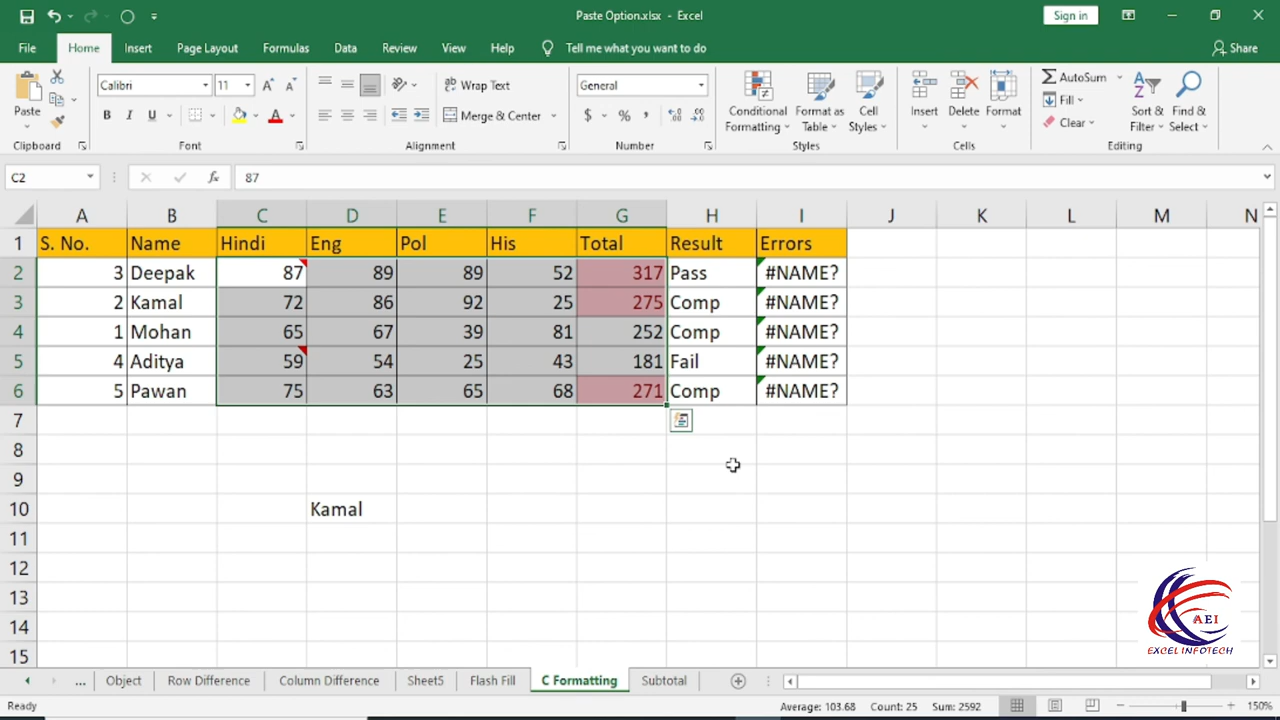 Paste Option.xlsx - Excel
Sign in
File Home Insert Page Layout Formulas Data Review View Help Tell me what you want to do Share
Paste
Calibri 11
B I U A
Wrap Text
Merge & Center
General
$ % ,
Conditional Formatting
Format as Table
Cell Styles
Insert Delete Format
AutoSum
Fill
Clear
Sort & Filter
Find & Select
Clipboard Font Alignment Number Styles Cells Editing
C2 fx 87
A B C D E F G H I J K L M N
1 S. No. Name Hindi Eng Pol His Total Result Errors
2 3 Deepak 87 89 89 52 317 Pass #NAME?
3 2 Kamal 72 86 92 25 275 Comp #NAME?
4 1 Mohan 65 67 39 81 252 Comp #NAME?
5 4 Aditya 59 54 25 43 181 Fail #NAME?
6 5 Pawan 75 63 65 68 271 Comp #NAME?
7
8
9
10 Kamal
11
12
13
14
15
AEI
EXCEL INFOTECH
... Object Row Difference Column Difference Sheet5 Flash Fill C Formatting Subtotal
Ready Average: 103.68 Count: 25 Sum: 2592 150%